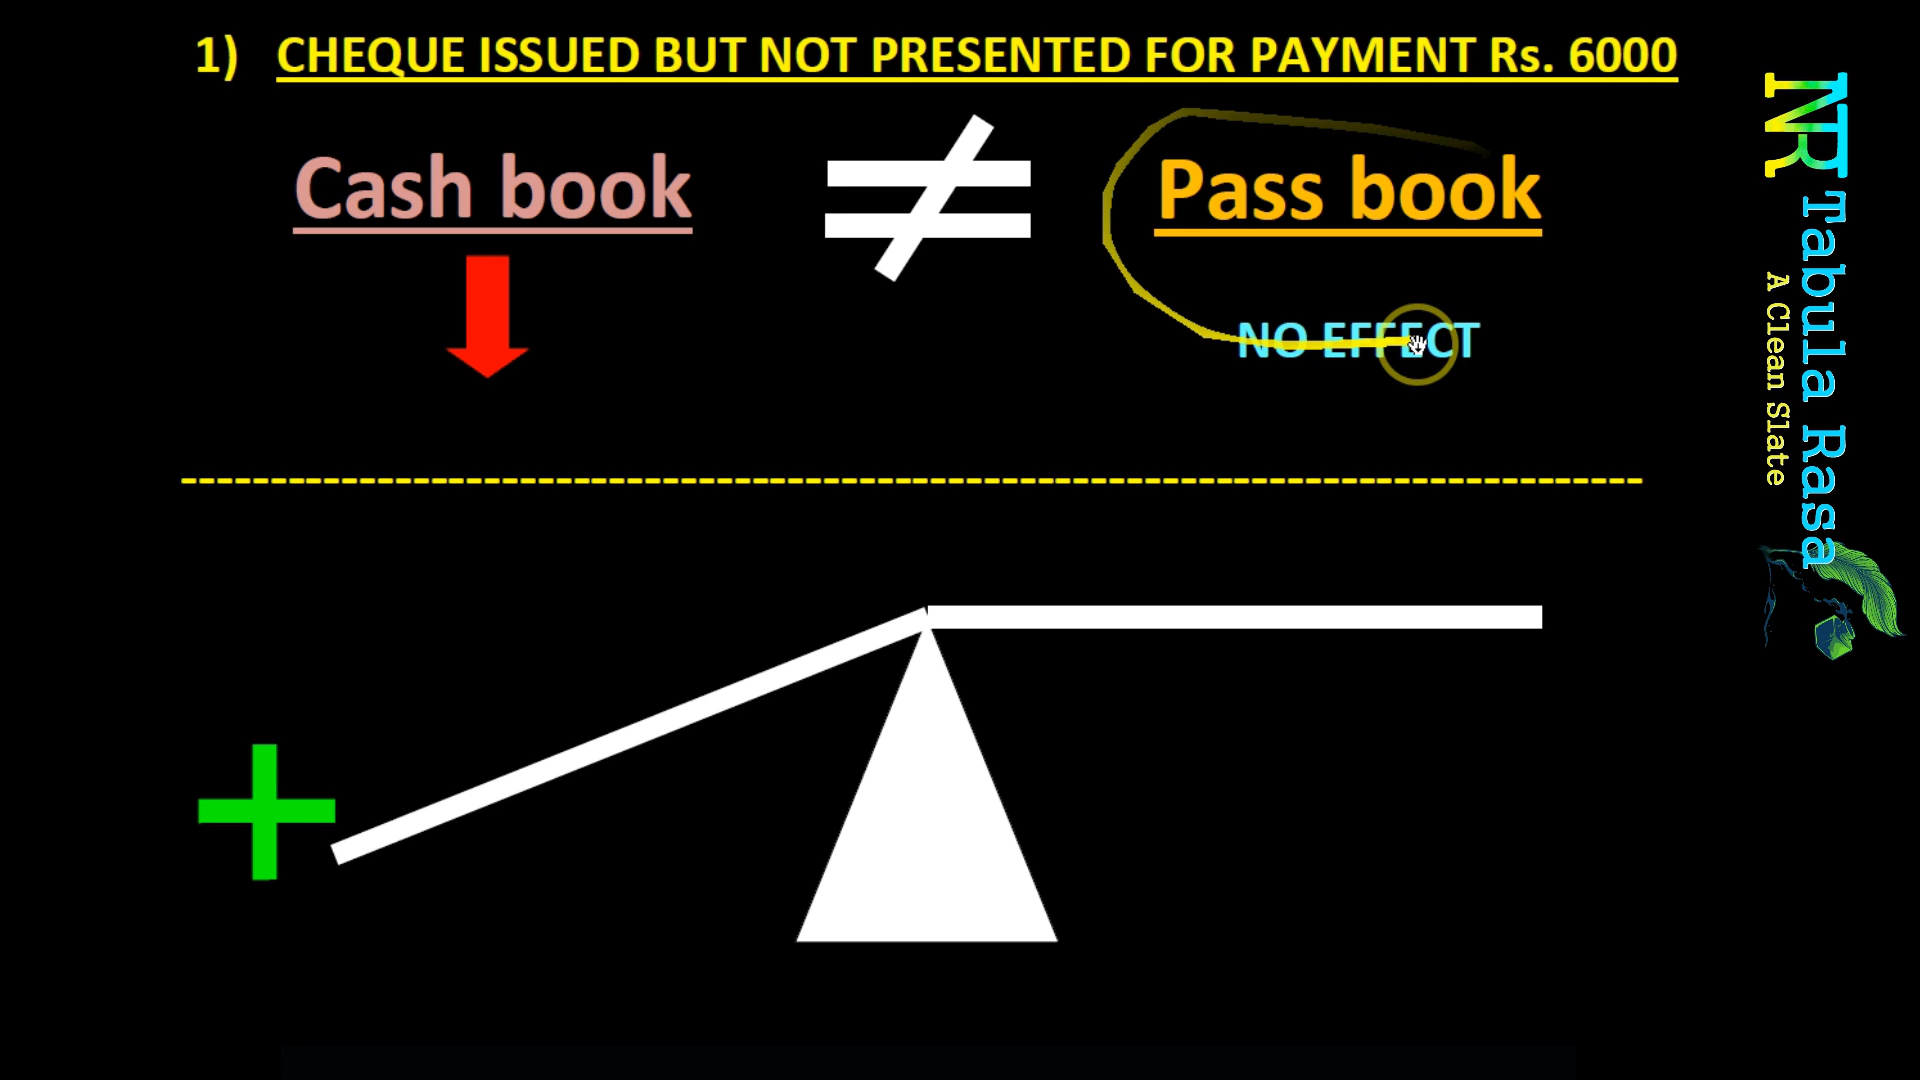 1) CHEQUE ISSUED BUT NOT PRESENTED FOR PAYMENT Rs. 6000
Cash book
Pass book
NO EFFECT
NTR
Tabula Rasa
A Clean Slate